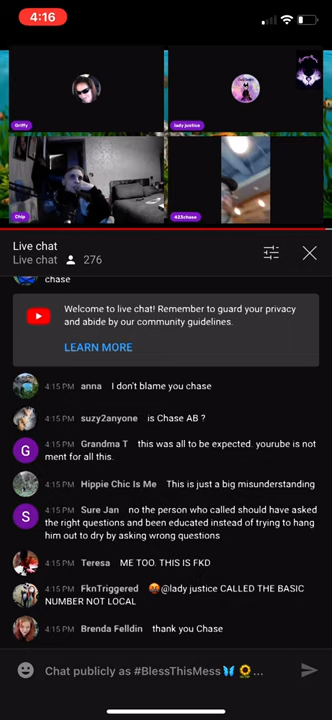 4:16
Griffy
lady justice
Chip
423chase
Live chat
Live chat 276
chase
Welcome to live chat! Remember to guard your privacy
and abide by our community guidelines.
LEARN MORE
4:15 PM anna I don't blame you chase
4:15 PM suzy2anyone is Chase AB ?
G
4:15 PM Grandma T this was all to be expected. yourube is not
ment for all this.
4:15 PM Hippie Chic Is Me This is just a big misunderstanding
S
4:15 PM Sure Jan no the person who called should have asked
the right questions and been educated instead of trying to hang
him out to dry by asking wrong questions
4:15 PM Teresa ME TOO. THIS IS FKD
4:15 PM FknTriggered 🤬@lady justice CALLED THE BASIC
NUMBER NOT LOCAL
4:15 PM Brenda Felldin thank you Chase
Chat publicly as #BlessThisMess🦋🌻...